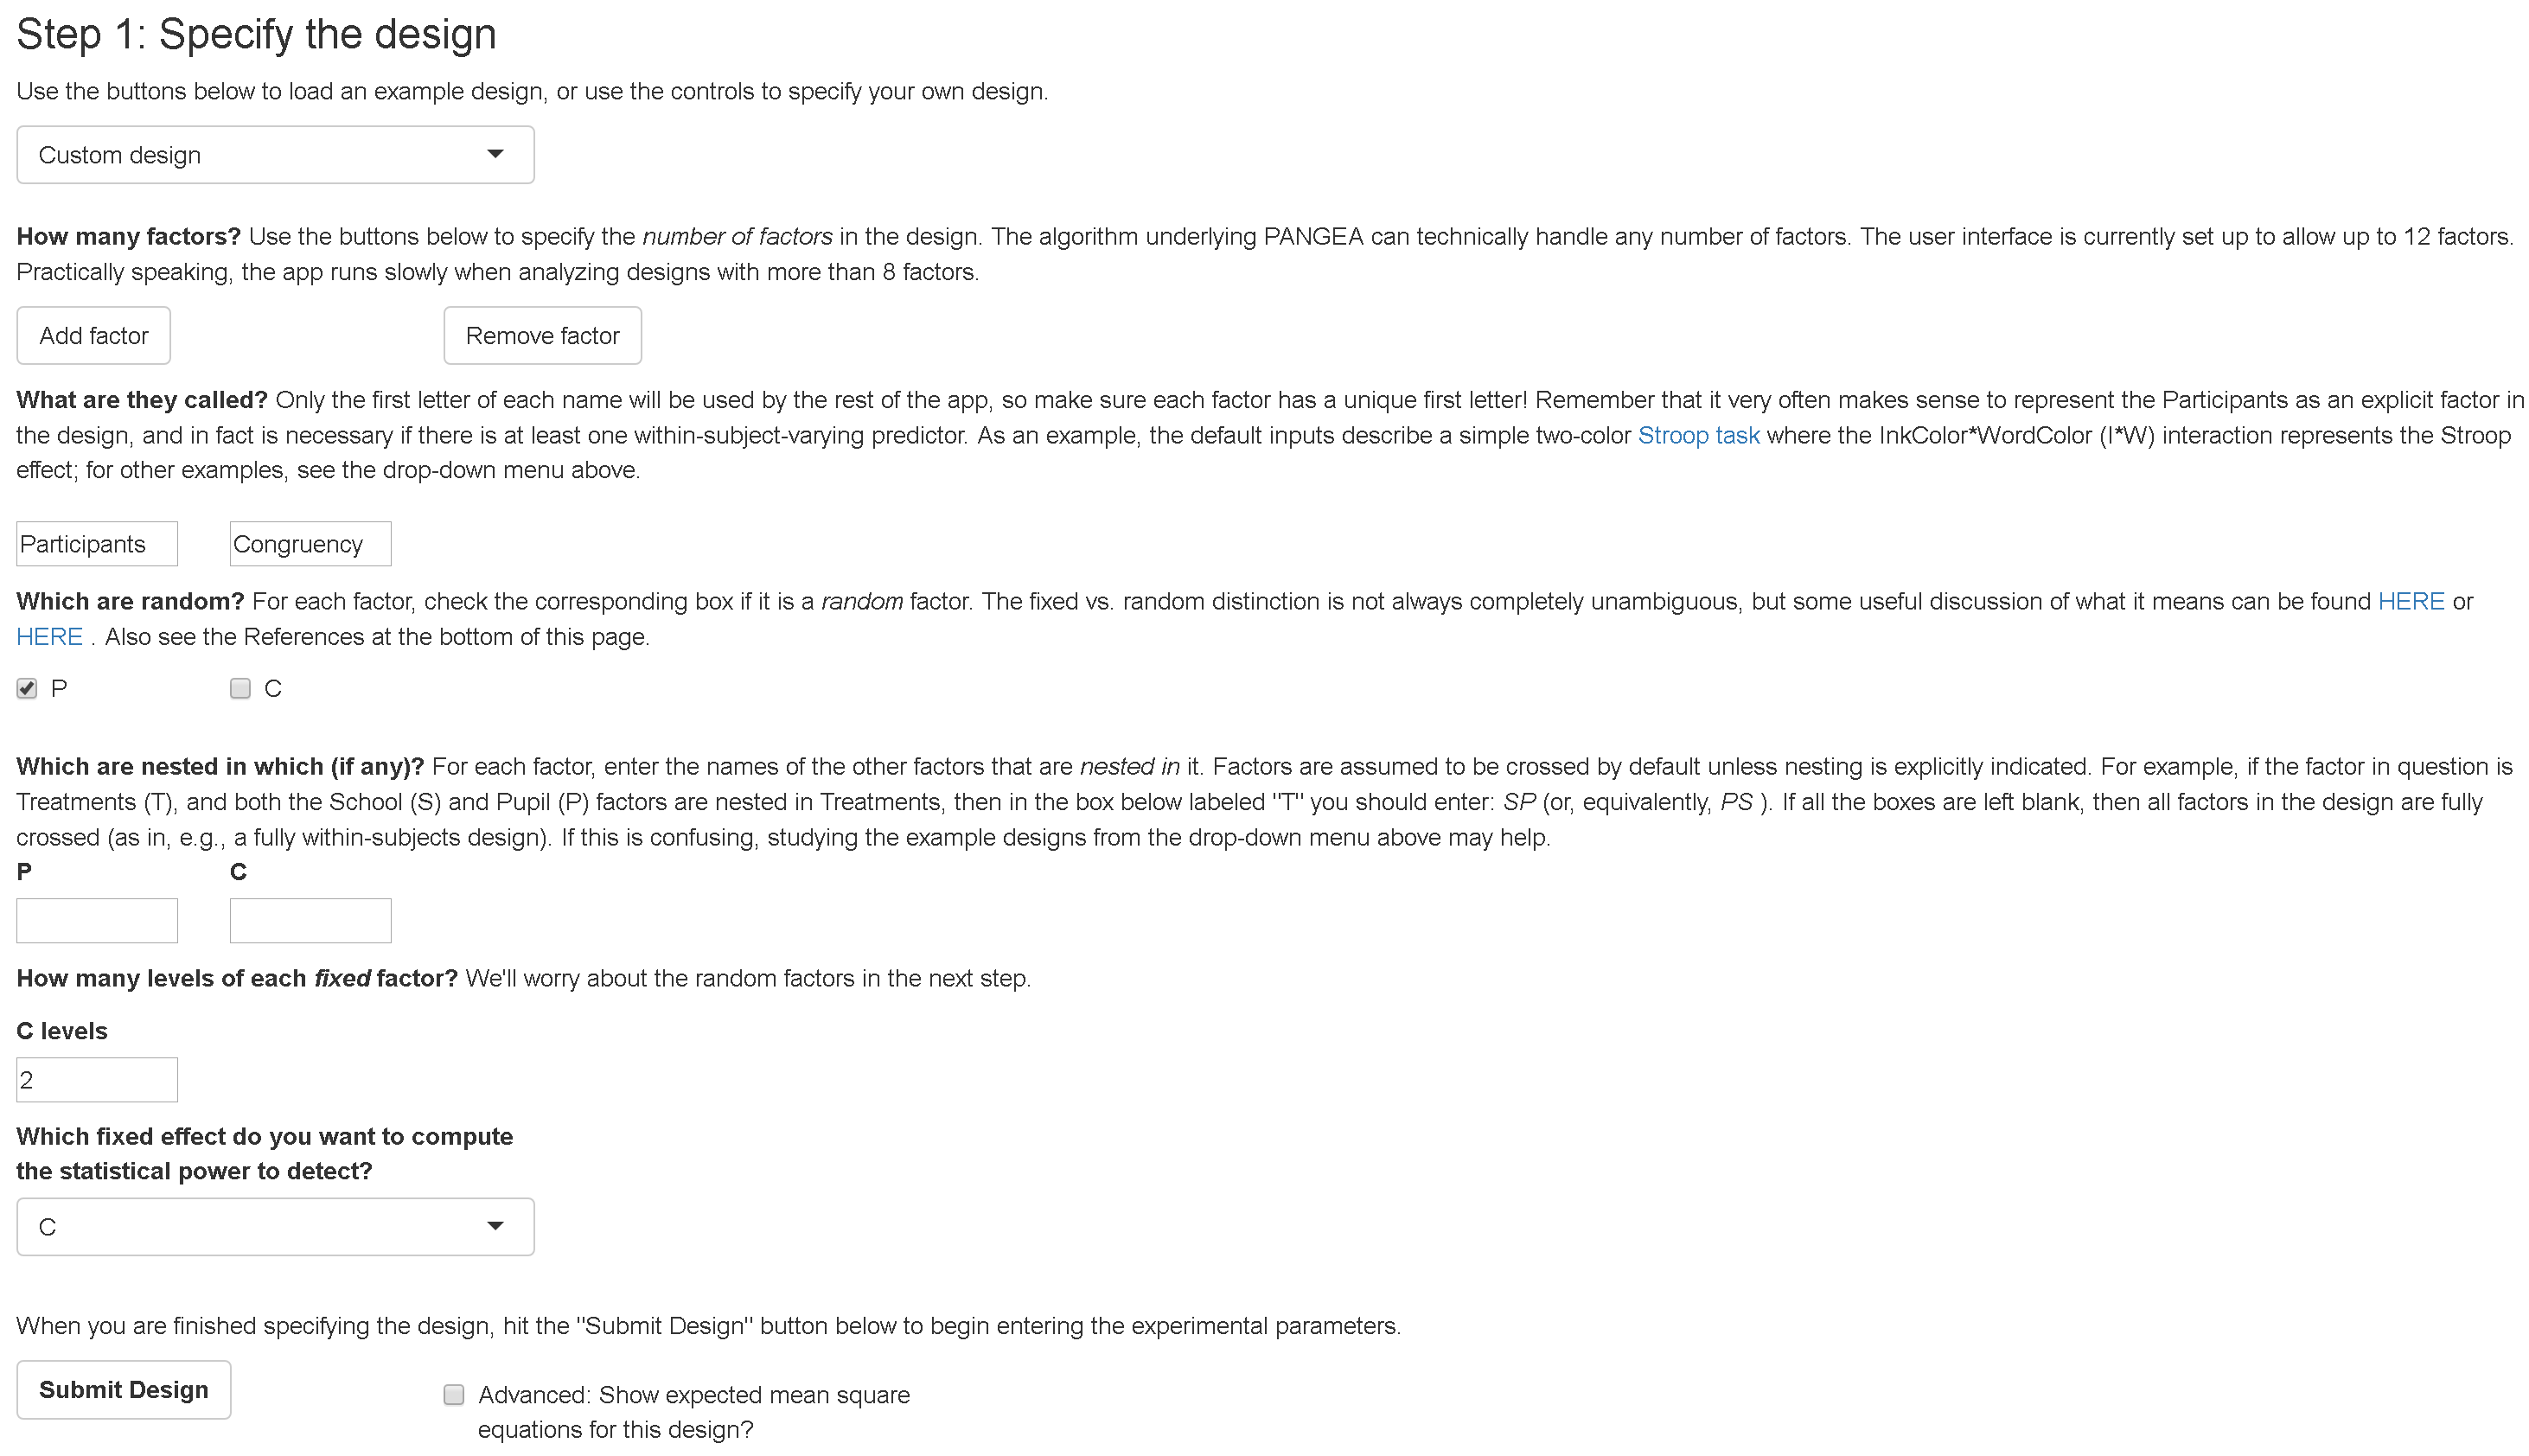 Step 1: Specify the design
Use the buttons below to load an example design, or use the controls to specify your own design.
Custom design
How many factors? Use the buttons below to specify the number of factors in the design. The algorithm underlying PANGEA can technically handle any number of factors. The user interface is currently set up to allow up to 12 factors.
Practically speaking, the app runs slowly when analyzing designs with more than 8 factors.
Add factor Remove factor
What are they called? Only the first letter of each name will be used by the rest of the app, so make sure each factor has a unique first letter! Remember that it very often makes sense to represent the Participants as an explicit factor in
the design, and in fact is necessary if there is at least one within-subject-varying predictor. As an example, the default inputs describe a simple two-color Stroop task where the InkColor*WordColor (I*W) interaction represents the Stroop
effect; for other examples, see the drop-down menu above.
Participants Congruency
Which are random? For each factor, check the corresponding box if it is a random factor. The fixed vs. random distinction is not always completely unambiguous, but some useful discussion of what it means can be found HERE or
HERE . Also see the References at the bottom of this page.
P C
Which are nested in which (if any)? For each factor, enter the names of the other factors that are nested in it. Factors are assumed to be crossed by default unless nesting is explicitly indicated. For example, if the factor in question is
Treatments (T), and both the School (S) and Pupil (P) factors are nested in Treatments, then in the box below labeled "T" you should enter: SP (or, equivalently, PS ). If all the boxes are left blank, then all factors in the design are fully
crossed (as in, e.g., a fully within-subjects design). If this is confusing, studying the example designs from the drop-down menu above may help.
P C
How many levels of each fixed factor? We'll worry about the random factors in the next step.
C levels
2
Which fixed effect do you want to compute
the statistical power to detect?
C
When you are finished specifying the design, hit the "Submit Design" button below to begin entering the experimental parameters.
Submit Design Advanced: Show expected mean square
equations for this design?